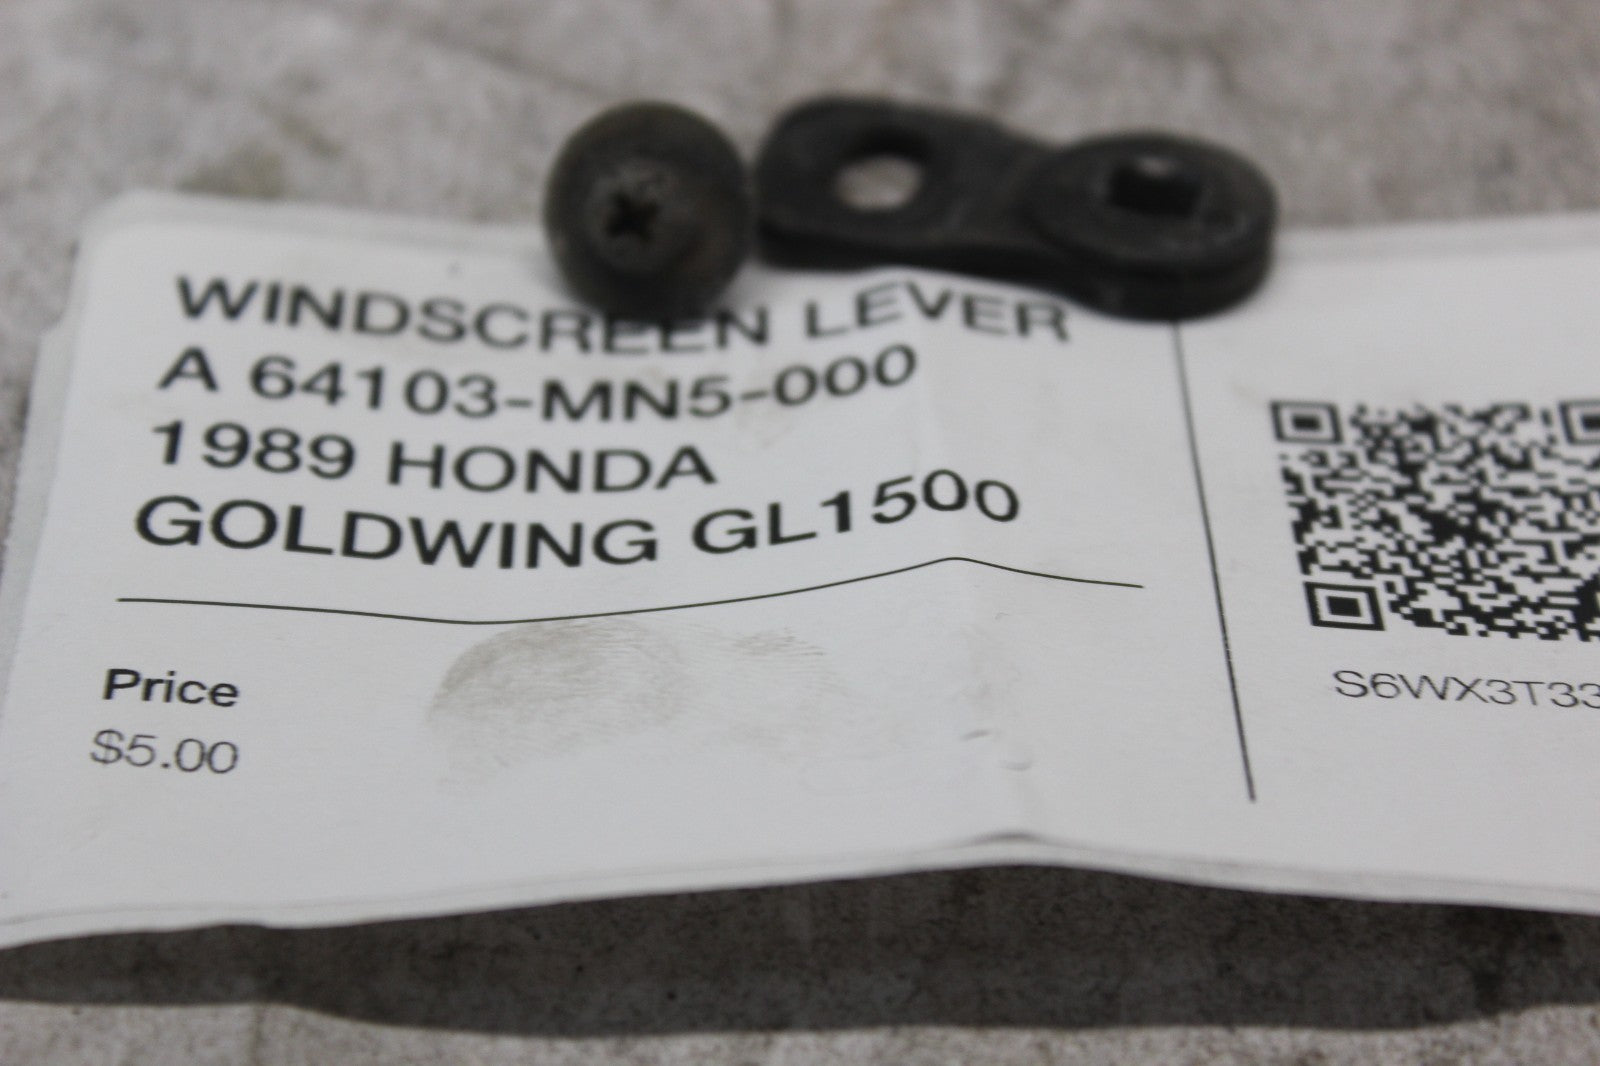 WINDSCREEN LEVER
A 64103-MN5-000
1989 HONDA
GOLDWING GL1500
Price
$5.00
S6WX3T33